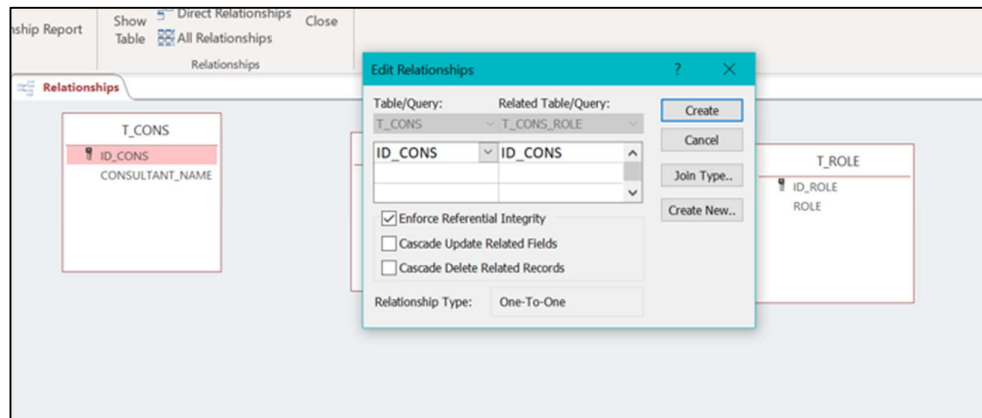 Direct Relationships
nship Report
Show
Table
All Relationships
Close
Relationships
Relationships
T_CONS
ID_CONS
CONSULTANT_NAME
Edit Relationships
?
Table/Query:
Related Table/Query:
T_CONS
T_CONS_ROLE
ID_CONS
ID_CONS
Enforce Referential Integrity
Cascade Update Related Fields
Cascade Delete Related Records
Relationship Type:
One-To-One
Create
Cancel
Join Type..
Create New..
T_ROLE
ID_ROLE
ROLE